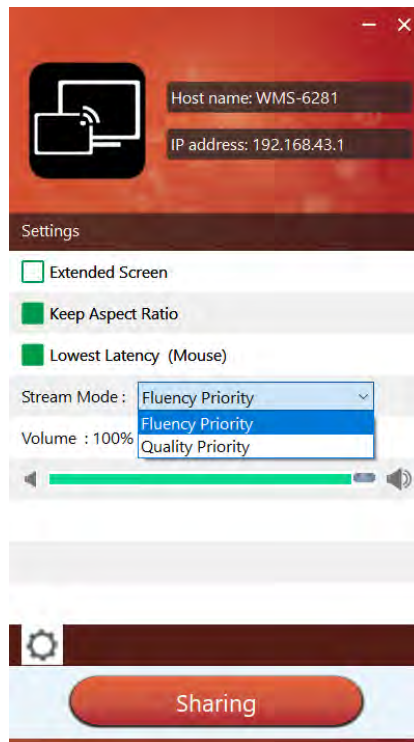 Host name: WMS-6281
IP address: 192.168.43.1
Settings
Extended Screen
Keep Aspect Ratio
Lowest Latency (Mouse)
Stream Mode : Fluency Priority
Fluency Priority
Volume : 100%
Quality Priority
Sharing